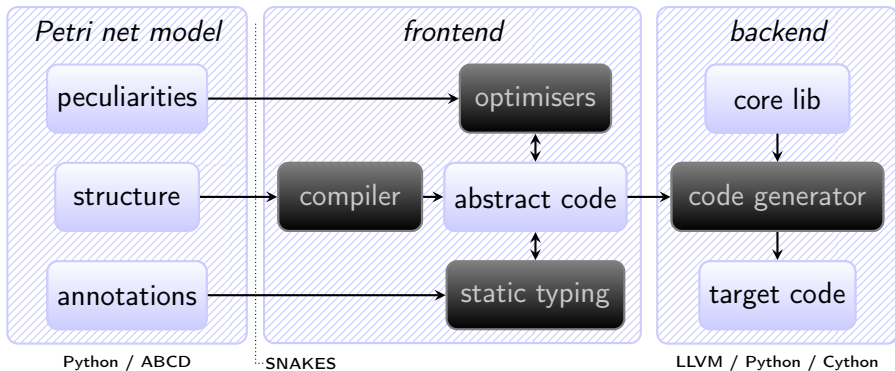 Petri net model
frontend
backend
peculiarities
optimisers
core lib
structure
compiler
abstract code
code generator
annotations
static typing
target code
Python / ABCD
SNAKES
LLVM / Python / Cython